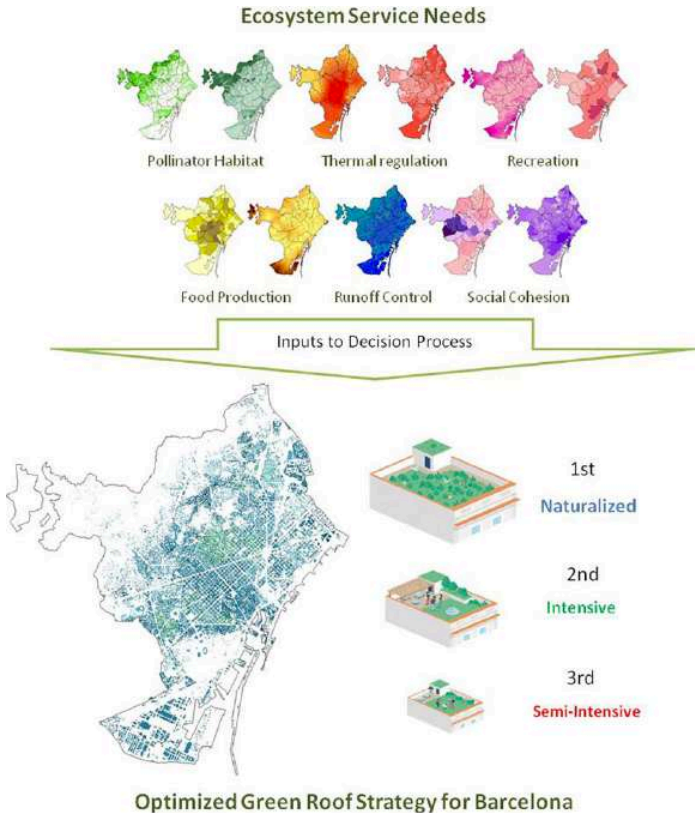 Ecosystem Service Needs
Pollinator Habitat
Thermal regulation
Recreation
Food Production
Runoff Control
Social Cohesion
Inputs to Decision Process
1st
Naturalized
2nd
Intensive
3rd
Semi-Intensive
Optimized Green Roof Strategy for Barcelona